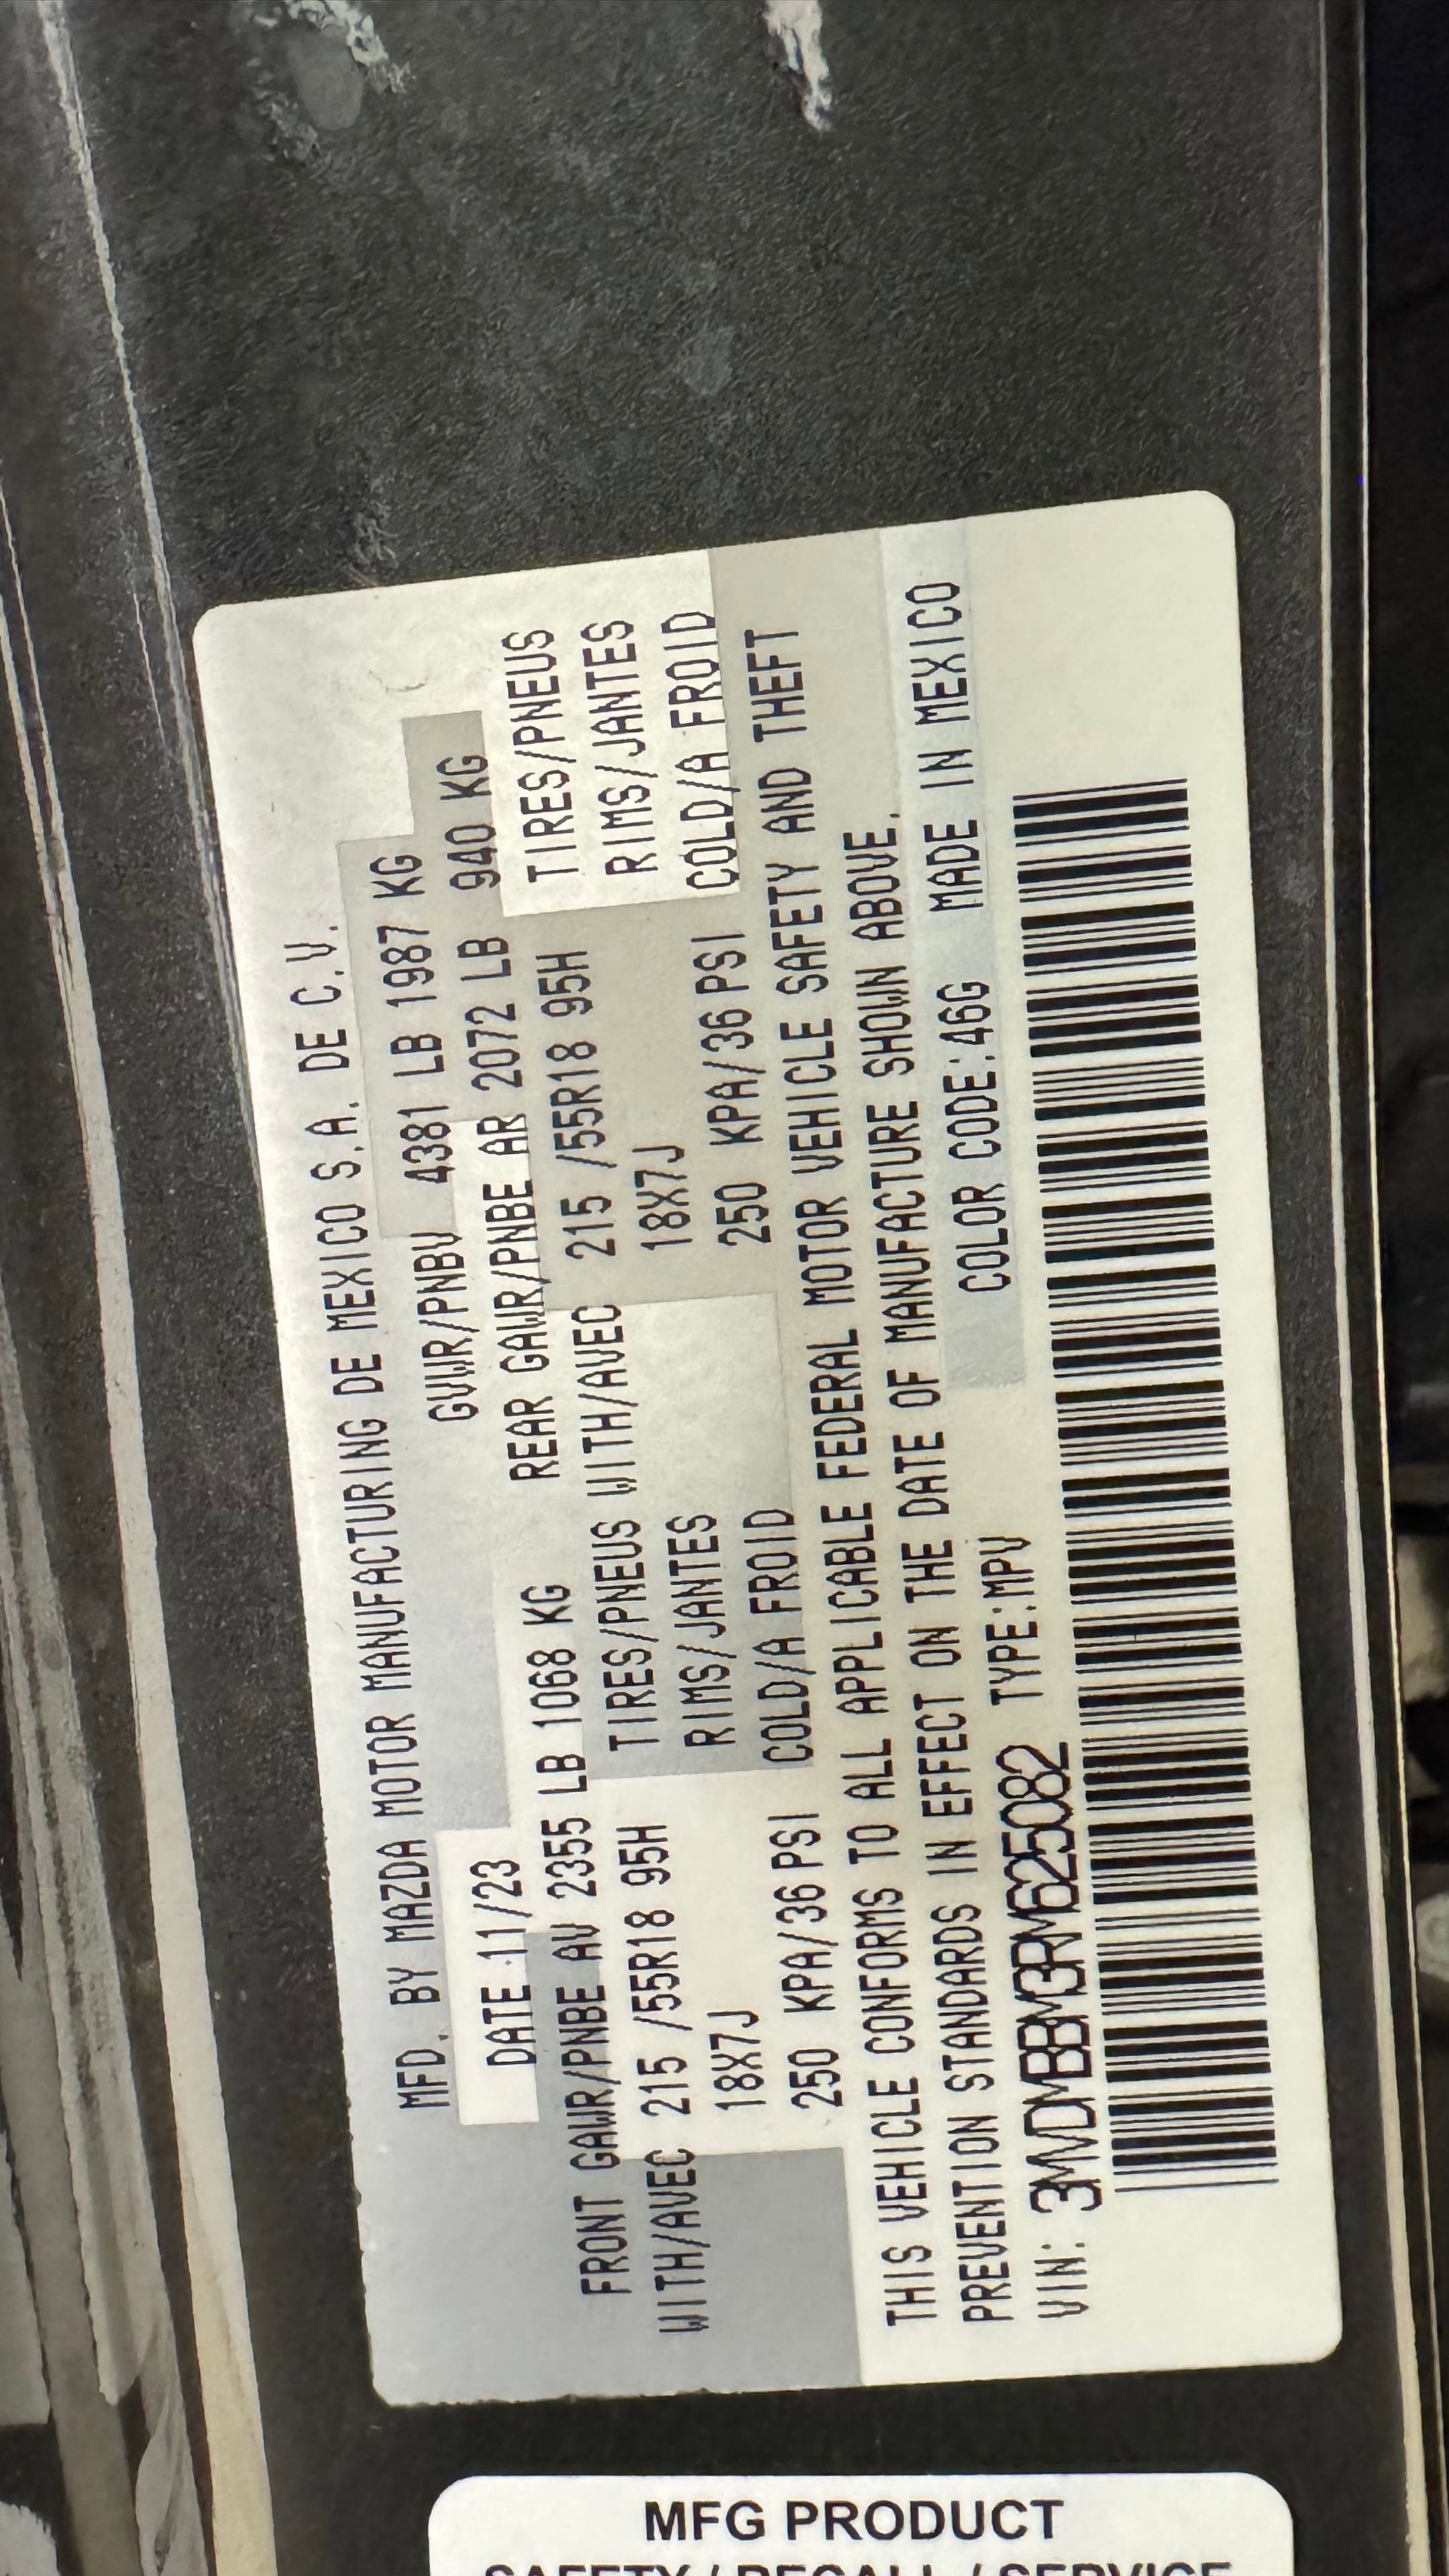 MFD. BY MAZDA MOTOR MANUFACTURING DE MEXICO S.A. DE C.V.
DATE 11/23 GVWR/PNBV 4381 LB 1987 KG
FRONT GAWR/PNBE AV 2355 LB 1068 KG REAR GAWR/PNBE AR 2072 LB 940 KG
WITH/AVEC 215 /55R18 95H TIRES/PNEUS WITH/AVEC 215 /55R18 95H TIRES/PNEUS
18X7J RIMS/JANTES 18X7J RIMS/JANTES
250 KPA/36 PSI COLD/A FROID 250 KPA/36 PSI COLD/A FROID
THIS VEHICLE CONFORMS TO ALL APPLICABLE FEDERAL MOTOR VEHICLE SAFETY AND THEFT
PREVENTION STANDARDS IN EFFECT ON THE DATE OF MANUFACTURE SHOWN ABOVE.
VIN: 3MVDMBBM3RM625082 TYPE:MPV COLOR CODE:46G MADE IN MEXICO
MFG PRODUCT
SAFETY / RECALL / SERVICE